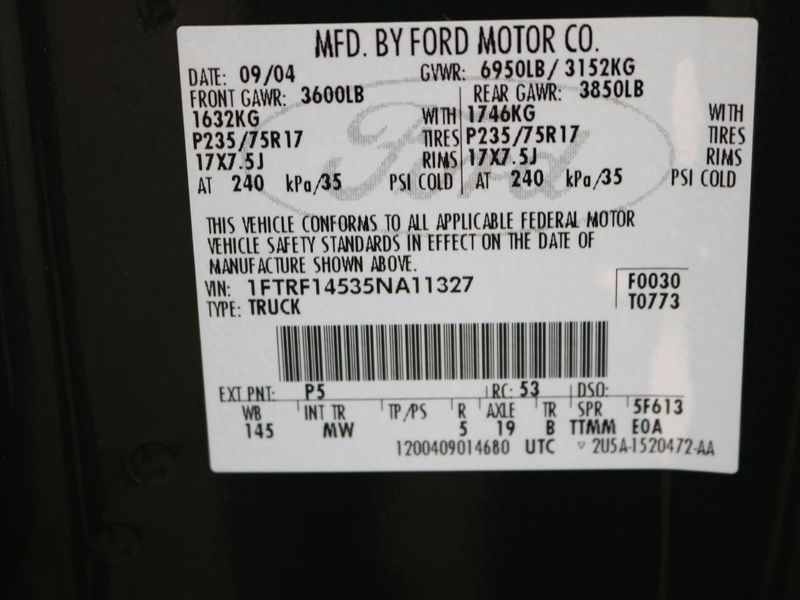 MFD. BY FORD MOTOR CO.
DATE: 09/04 GVWR: 6950LB/ 3152KG
FRONT GAWR: 3600LB REAR GAWR: 3850LB
1632KG WITH 1746KG WITH
P235/75R17 TIRES P235/75R17 TIRES
17X7.5J RIMS 17X7.5J RIMS
AT 240 kPa/35 PSI COLD AT 240 kPa/35 PSI COLD
Ford
THIS VEHICLE CONFORMS TO ALL APPLICABLE FEDERAL MOTOR
VEHICLE SAFETY STANDARDS IN EFFECT ON THE DATE OF
MANUFACTURE SHOWN ABOVE.
VIN: 1FTRF14535NA11327 F0030
TYPE: TRUCK T0773
EXT PNT: P5 RC: 53 DSO:
WB INT TR TP/PS R AXLE TR SPR 5F613
145 MW 5 19 B TTMM E0A
1200409014680 UTC ▽ 2U5A-1520472-AA